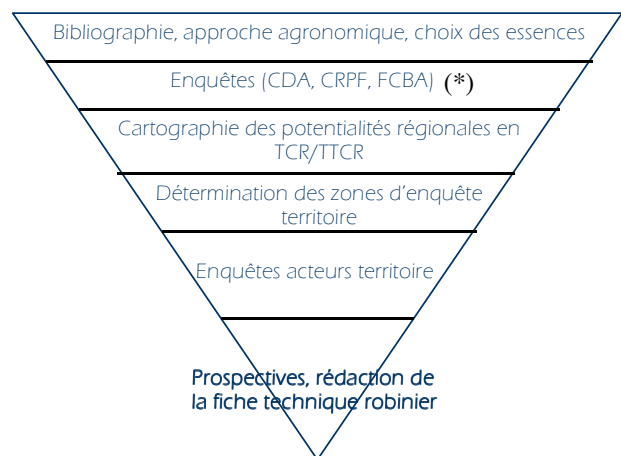 Bibliographie, approche agronomique, choix des essences
Enquêtes (CDA, CRPF, FCBA) (*)
Cartographie des potentialités régionales en
TCR/TTCR
Détermination des zones d'enquête
territoire
Enquêtes acteurs territoire
Prospectives, rédaction de
la fiche technique robinier